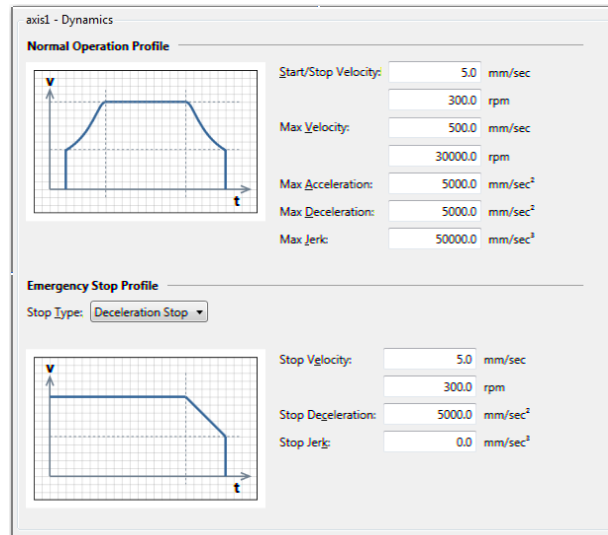 axis1 - Dynamics
Normal Operation Profile
v
t
Start/Stop Velocity: 5.0 mm/sec
300.0 rpm
Max Velocity: 500.0 mm/sec
30000.0 rpm
Max Acceleration: 5000.0 mm/sec²
Max Deceleration: 5000.0 mm/sec²
Max Jerk: 50000.0 mm/sec³
Emergency Stop Profile
Stop Type: Deceleration Stop
v
t
Stop Velocity: 5.0 mm/sec
300.0 rpm
Stop Deceleration: 5000.0 mm/sec²
Stop Jerk: 0.0 mm/sec³